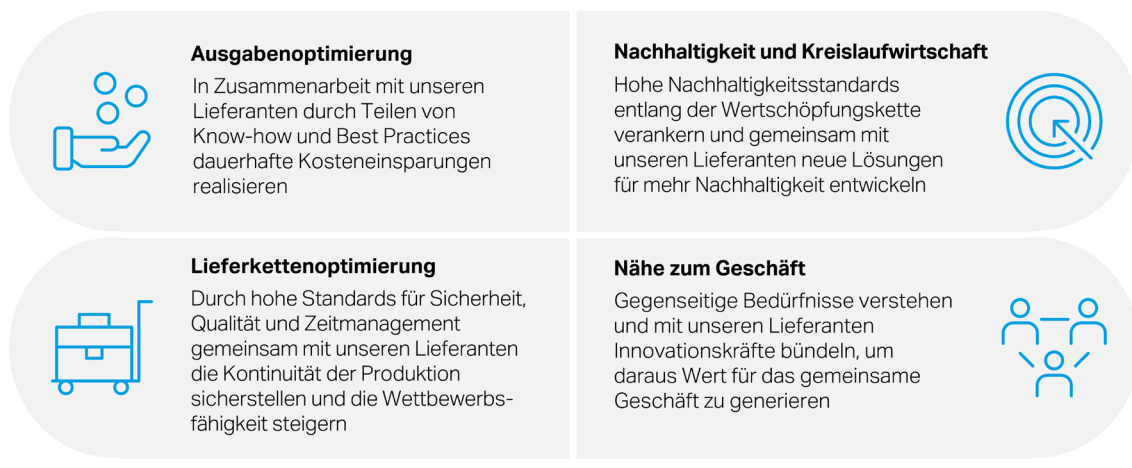 Ausgabenoptimierung
In Zusammenarbeit mit unseren
Lieferanten durch Teilen von
Know-how und Best Practices
dauerhafte Kosteneinsparungen
realisieren
Nachhaltigkeit und Kreislaufwirtschaft
Hohe Nachhaltigkeitsstandards
entlang der Wertschöpfungskette
verankern und gemeinsam mit
unseren Lieferanten neue Lösungen
für mehr Nachhaltigkeit entwickeln
Lieferkettenoptimierung
Durch hohe Standards für Sicherheit,
Qualität und Zeitmanagement
gemeinsam mit unseren Lieferanten
die Kontinuität der Produktion
sicherstellen und die Wettbewerbs-
fähigkeit steigern
Nähe zum Geschäft
Gegenseitige Bedürfnisse verstehen
und mit unseren Lieferanten
Innovationskräfte bündeln, um
daraus Wert für das gemeinsame
Geschäft zu generieren